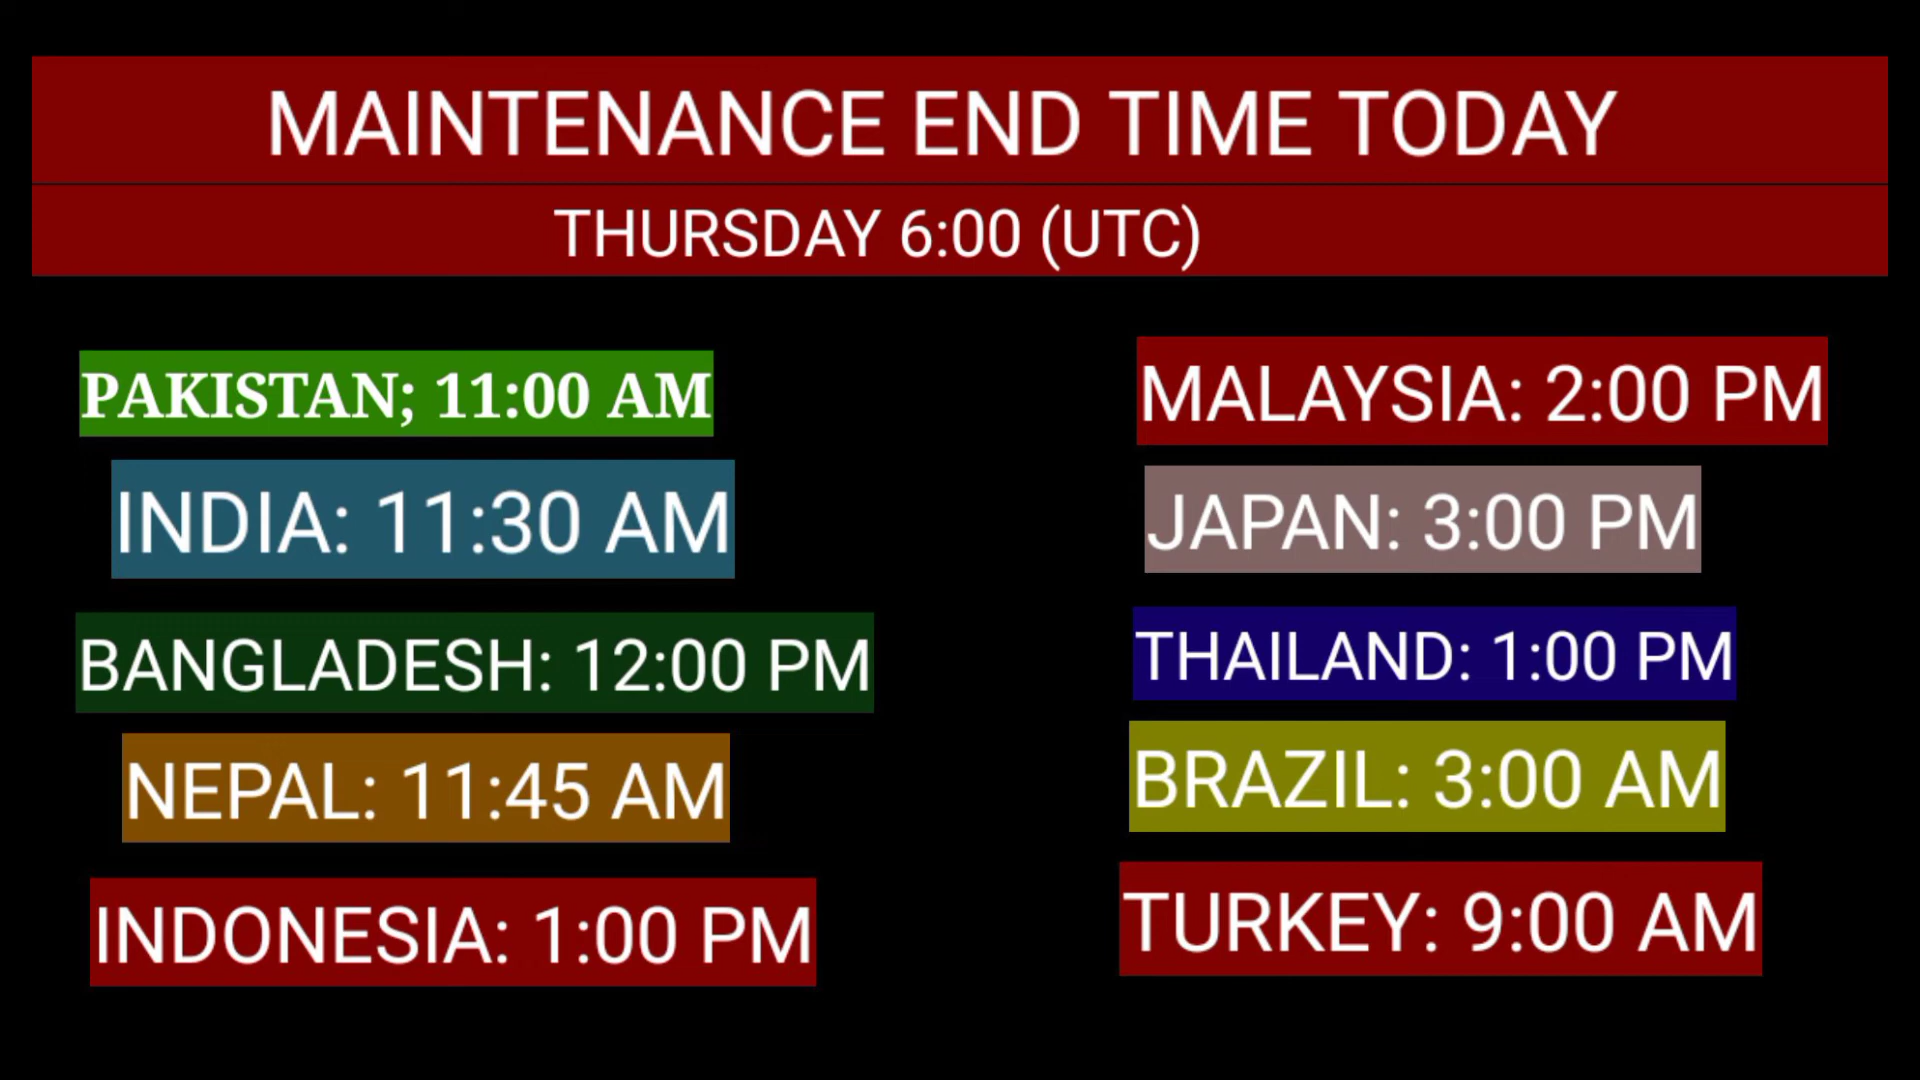 MAINTENANCE END TIME TODAY
THURSDAY 6:00 (UTC)
PAKISTAN; 11:00 AM
INDIA: 11:30 AM
BANGLADESH: 12:00 PM
NEPAL: 11:45 AM
INDONESIA: 1:00 PM
MALAYSIA: 2:00 PM
JAPAN: 3:00 PM
THAILAND: 1:00 PM
BRAZIL: 3:00 AM
TURKEY: 9:00 AM